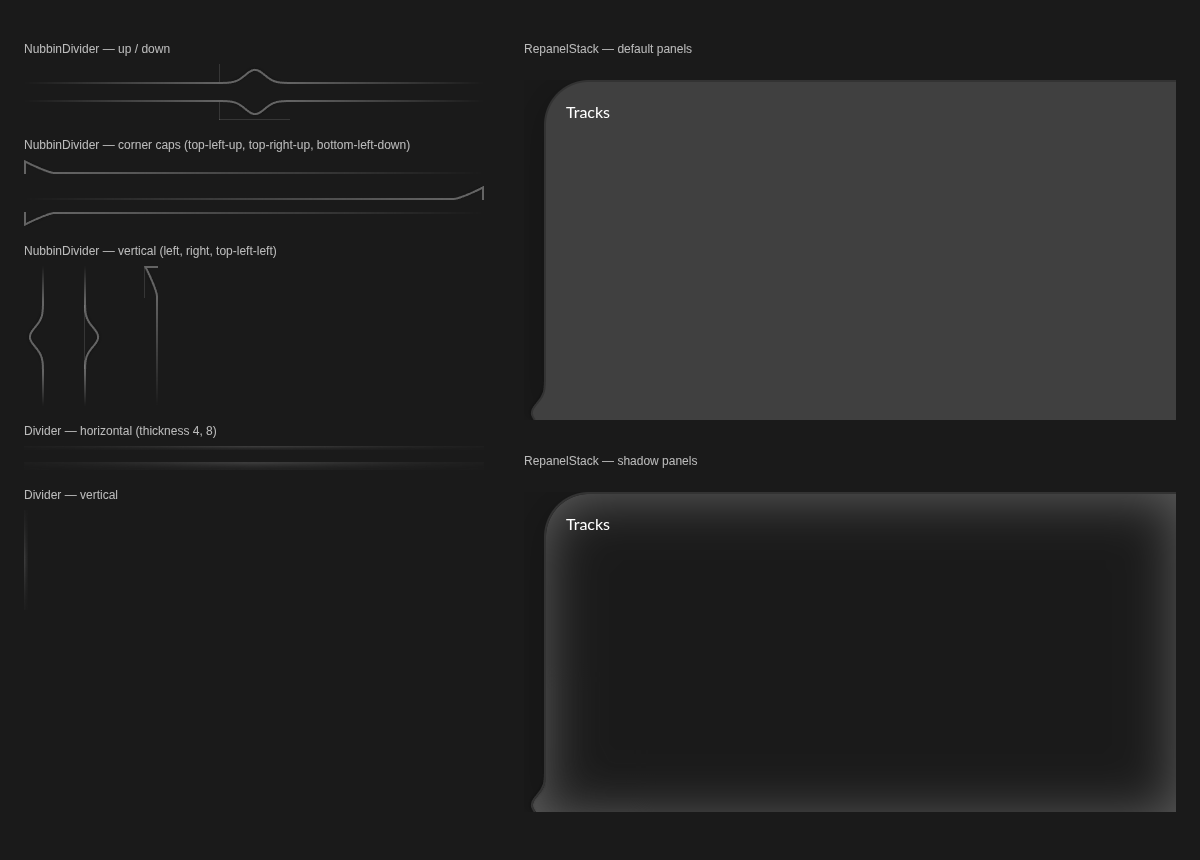 NubbinDivider — up / down
NubbinDivider — corner caps (top-left-up, top-right-up, bottom-left-down)
NubbinDivider — vertical (left, right, top-left-left)
Divider — horizontal (thickness 4, 8)
Divider — vertical
RepanelStack — default panels
Tracks
RepanelStack — shadow panels
Tracks